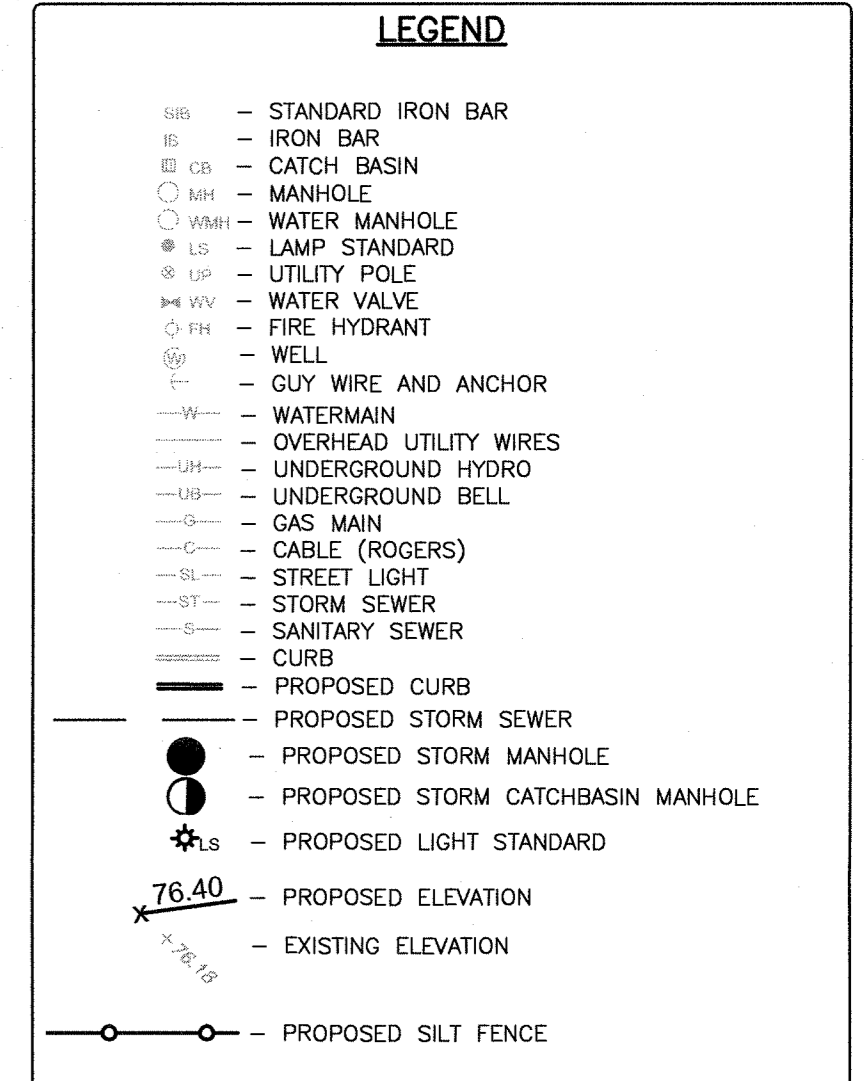 LEGEND
SIB – STANDARD IRON BAR
IB – IRON BAR
CB – CATCH BASIN
MH – MANHOLE
WMH – WATER MANHOLE
LS – LAMP STANDARD
UP – UTILITY POLE
WV – WATER VALVE
FH – FIRE HYDRANT
W – WELL
– GUY WIRE AND ANCHOR
—W— – WATERMAIN
– OVERHEAD UTILITY WIRES
—UH— – UNDERGROUND HYDRO
—UB— – UNDERGROUND BELL
—G— – GAS MAIN
—C— – CABLE (ROGERS)
—SL— – STREET LIGHT
—ST— – STORM SEWER
—S— – SANITARY SEWER
– CURB
– PROPOSED CURB
– PROPOSED STORM SEWER
– PROPOSED STORM MANHOLE
– PROPOSED STORM CATCHBASIN MANHOLE
LS – PROPOSED LIGHT STANDARD
x 76.40 – PROPOSED ELEVATION
x 76.18 – EXISTING ELEVATION
– PROPOSED SILT FENCE